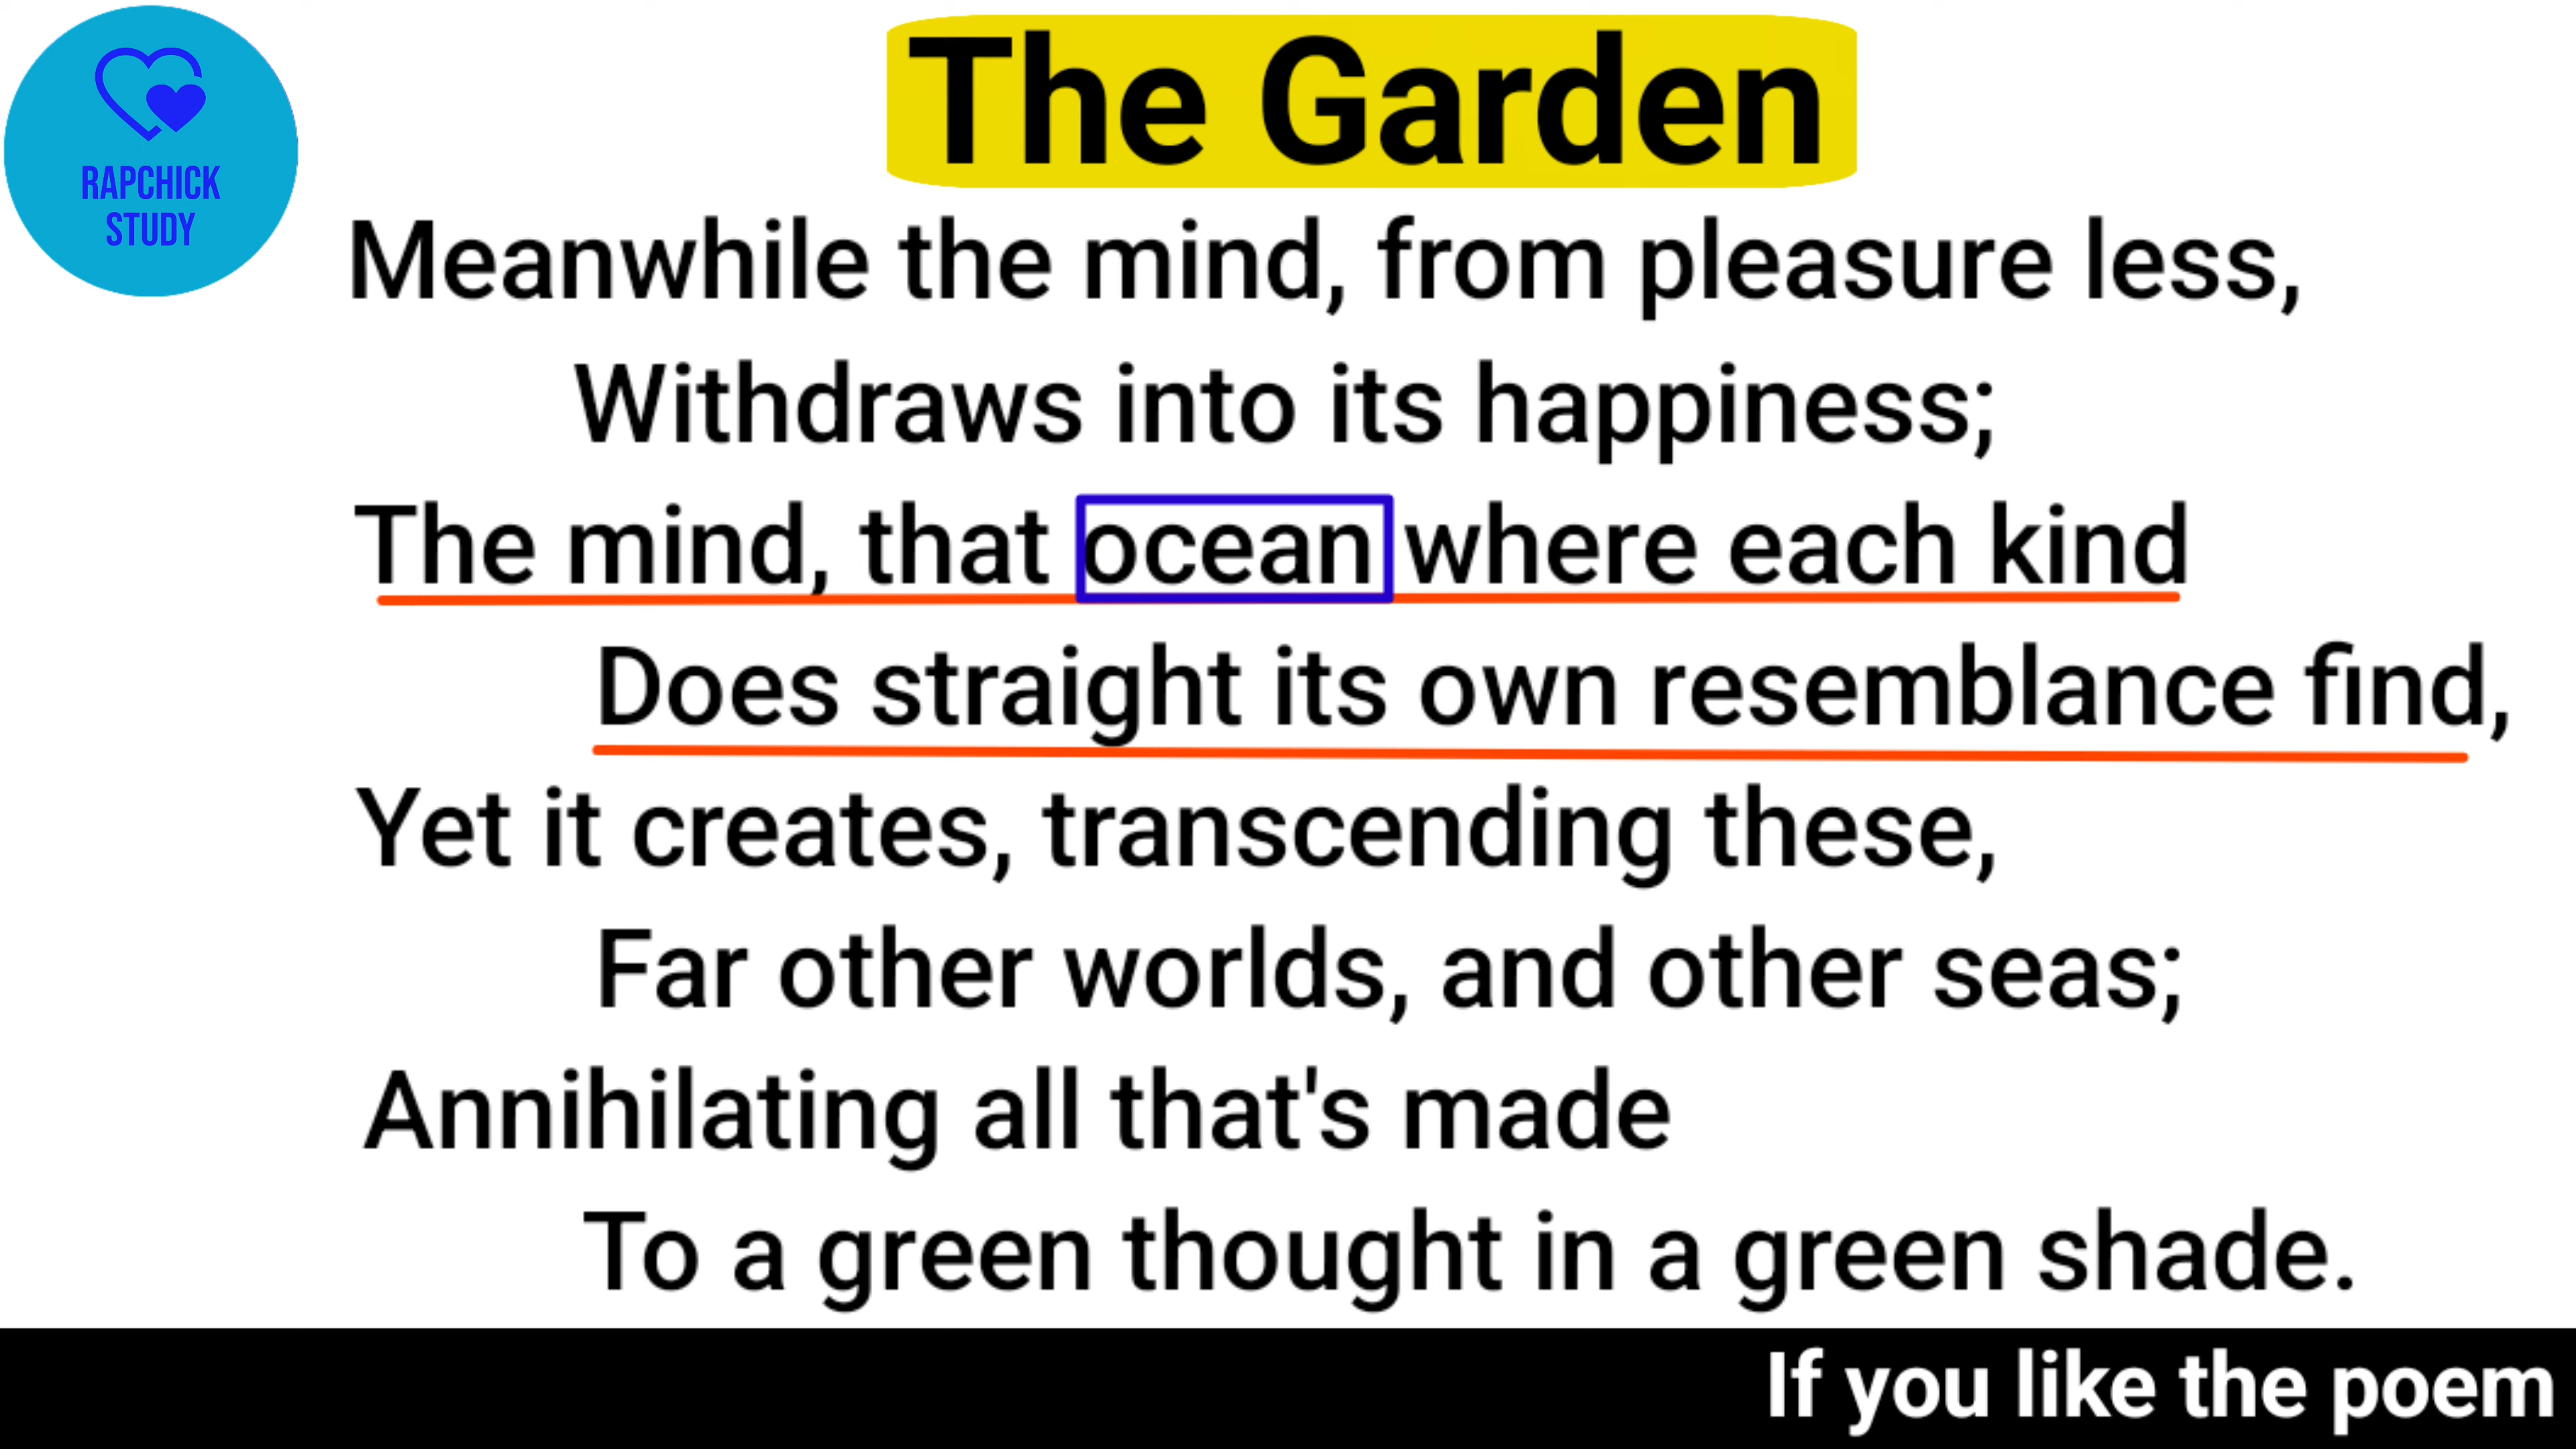 The Garden
RAPCHICK
STUDY
Meanwhile the mind, from pleasure less,
Withdraws into its happiness;
The mind, that ocean where each kind
Does straight its own resemblance find,
Yet it creates, transcending these,
Far other worlds, and other seas;
Annihilating all that's made
To a green thought in a green shade.
If you like the poem